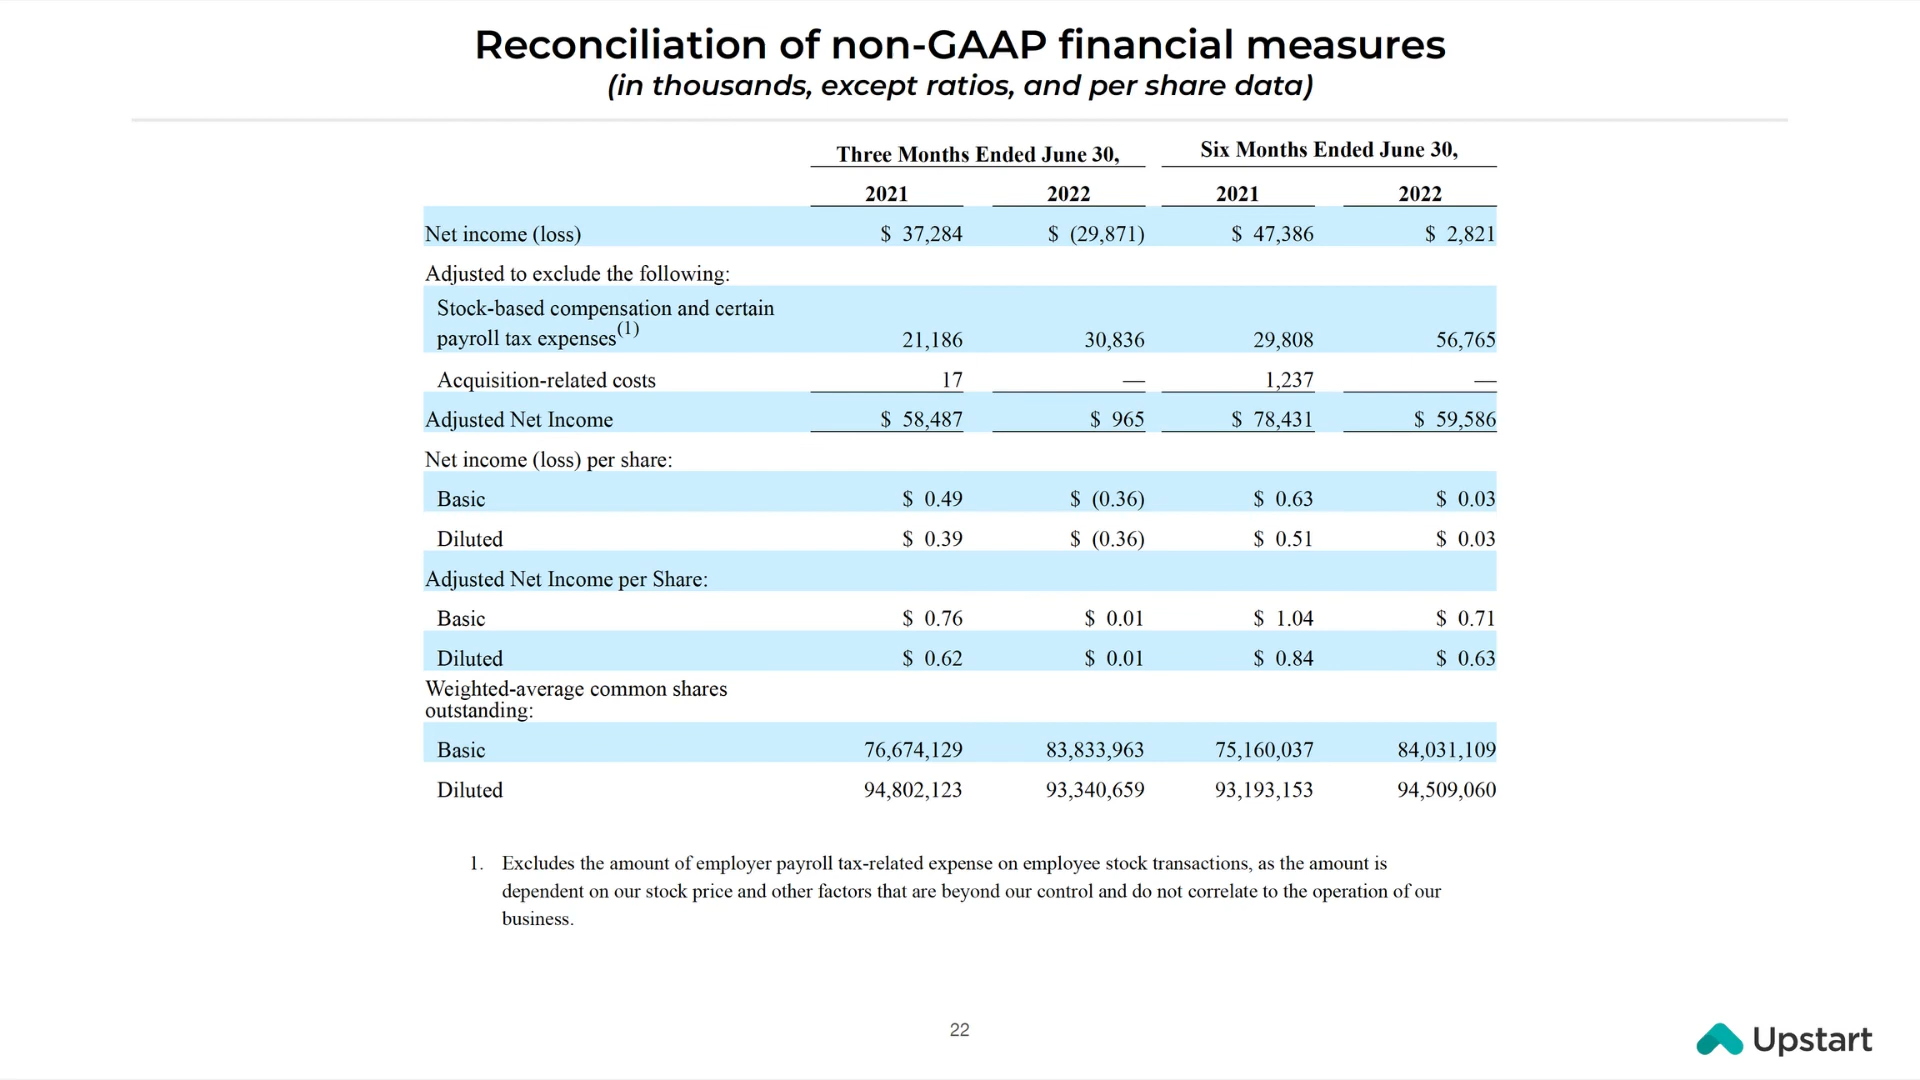 Reconciliation of non-GAAP financial measures
(in thousands, except ratios, and per share data)
Three Months Ended June 30, Six Months Ended June 30,
2021 2022 2021 2022
Net income (loss) $ 37,284 $ (29,871) $ 47,386 $ 2,821
Adjusted to exclude the following:
Stock-based compensation and certain
payroll tax expenses(1) 21,186 30,836 29,808 56,765
Acquisition-related costs 17 — 1,237 —
Adjusted Net Income $ 58,487 $ 965 $ 78,431 $ 59,586
Net income (loss) per share:
Basic $ 0.49 $ (0.36) $ 0.63 $ 0.03
Diluted $ 0.39 $ (0.36) $ 0.51 $ 0.03
Adjusted Net Income per Share:
Basic $ 0.76 $ 0.01 $ 1.04 $ 0.71
Diluted $ 0.62 $ 0.01 $ 0.84 $ 0.63
Weighted-average common shares
outstanding:
Basic 76,674,129 83,833,963 75,160,037 84,031,109
Diluted 94,802,123 93,340,659 93,193,153 94,509,060
1. Excludes the amount of employer payroll tax-related expense on employee stock transactions, as the amount is
dependent on our stock price and other factors that are beyond our control and do not correlate to the operation of our
business.
22
Upstart